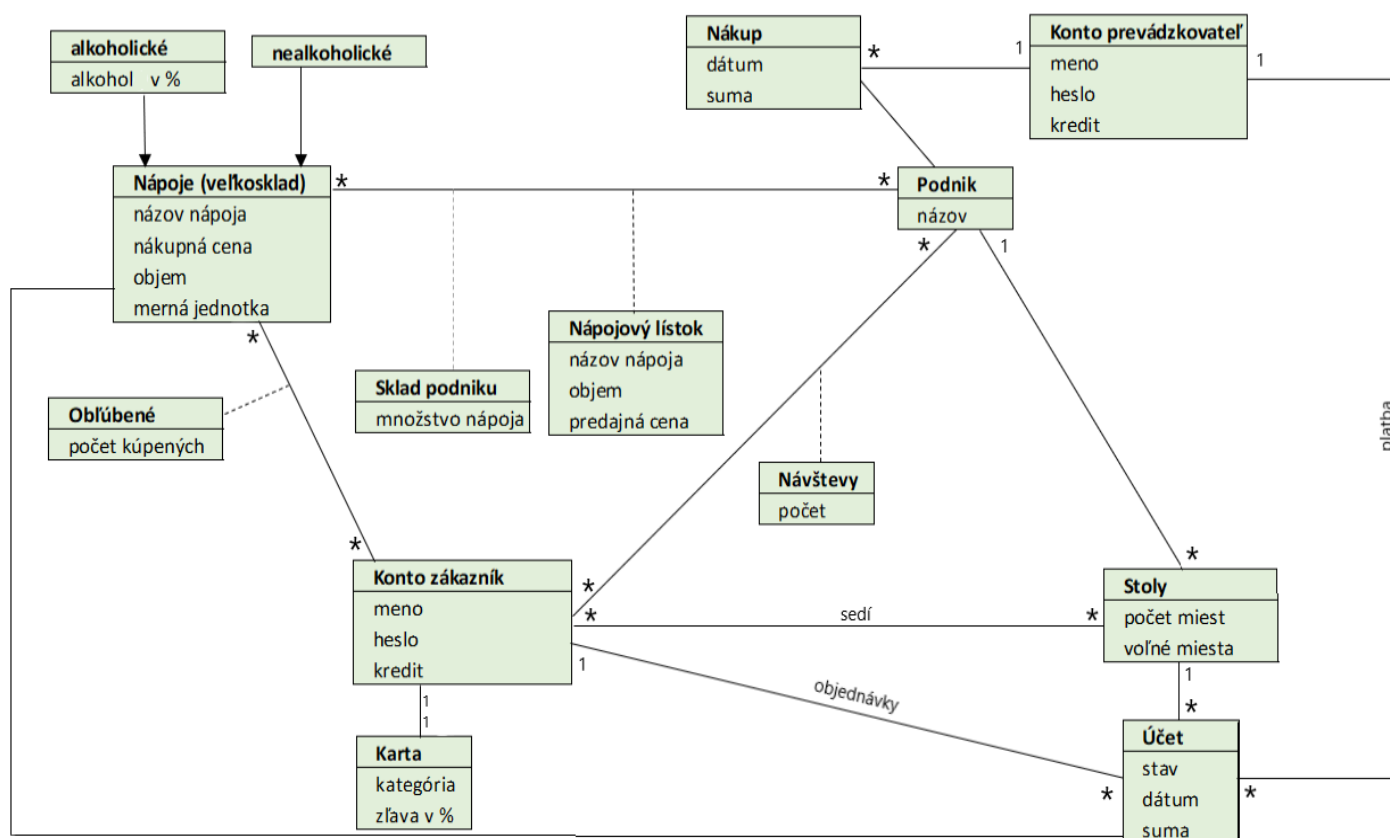 alkoholické
alkohol v %
nealkoholické
Nákup
dátum
suma
*
1
Konto prevádzkovateľ
meno
heslo
kredit
1
Nápoje (veľkosklad)
názov nápoja
nákupná cena
objem
merná jednotka
*
*
Podnik
názov
*
1
*
Obľúbené
počet kúpených
Sklad podniku
množstvo nápoja
Nápojový lístok
názov nápoja
objem
predajná cena
Návštevy
počet
platba
*
Konto zákazník
meno
heslo
kredit
*
*
sedí
*
*
Stoly
počet miest
voľné miesta
1
objednávky
1
*
1
1
Karta
kategória
zľava v %
Účet
stav
dátum
suma
*
*